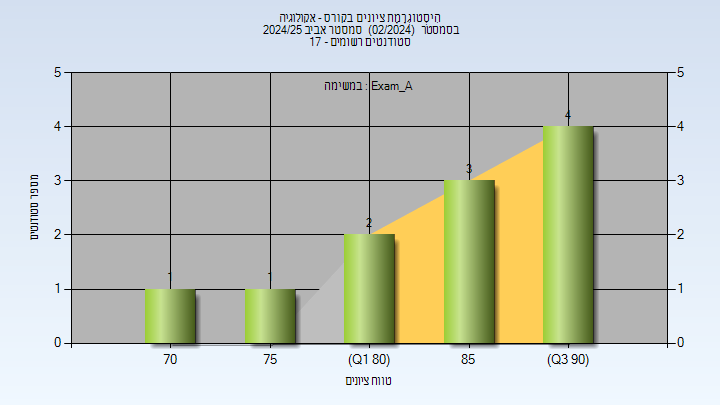 היסטוגרמת ציונים בקורס - אקולוגיה
בסמסטר (02/2024) סמסטר אביב 2024/25
סטודנטים רשומים - 17
במשימה : Exam_A
5 5
4 4
3 3
2 2
1 1
0 0
1 1 2 3 4
מספר סטודנטים
70 75 (Q1 80) 85 (Q3 90)
טווח ציונים